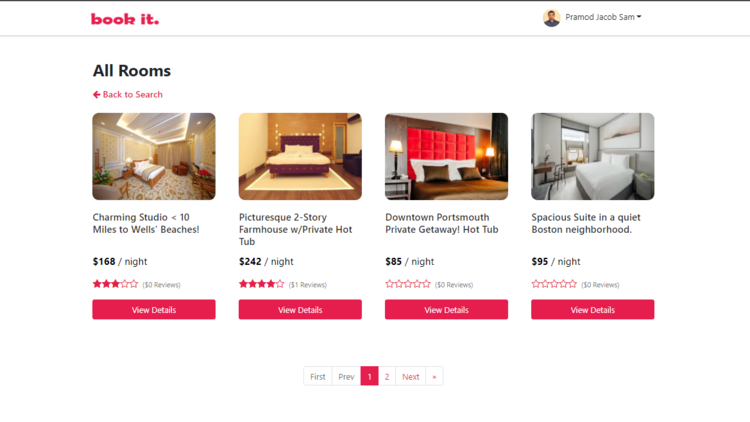 book it.
Pramod Jacob Sam
All Rooms
Back to Search
Charming Studio < 10
Miles to Wells' Beaches!
$168 / night
($0 Reviews)
View Details
Picturesque 2-Story
Farmhouse w/Private Hot
Tub
$242 / night
($1 Reviews)
View Details
Downtown Portsmouth
Private Getaway! Hot Tub
$85 / night
($0 Reviews)
View Details
Spacious Suite in a quiet
Boston neighborhood.
$95 / night
($0 Reviews)
View Details
First Prev 1 2 Next »